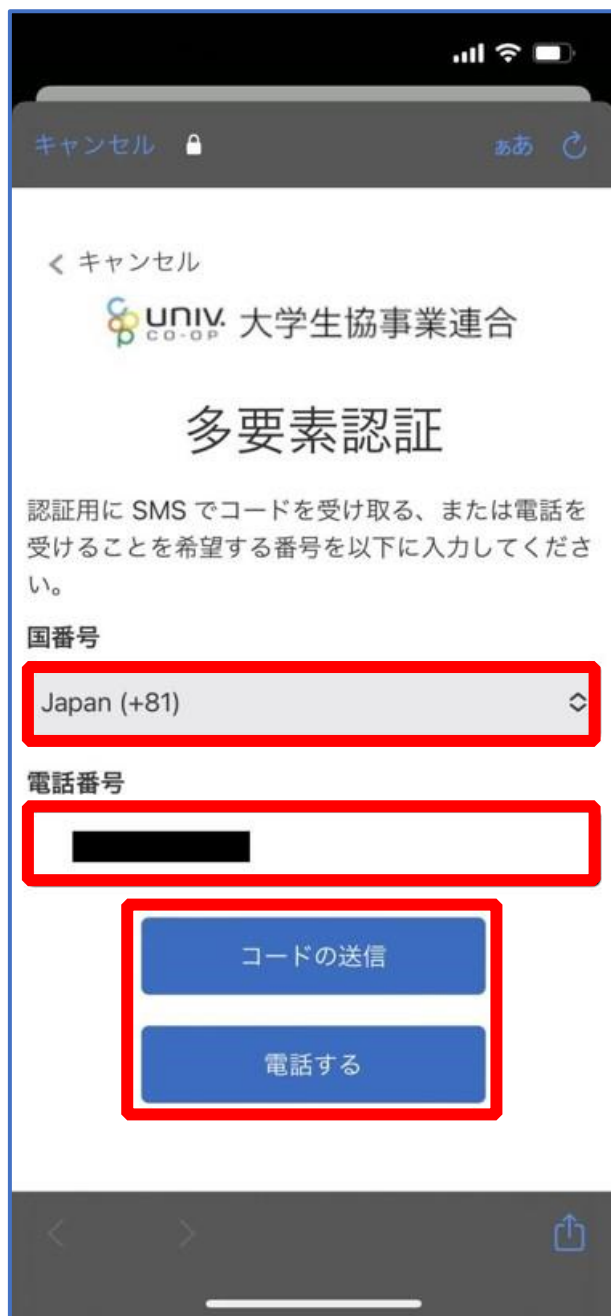 キャンセル ぁあ
キャンセル
UNIV. CO-OP 大学生協事業連合
多要素認証
認証用に SMS でコードを受け取る、または電話を
受けることを希望する番号を以下に入力してくださ
い。
国番号
Japan (+81)
電話番号
コードの送信
電話する